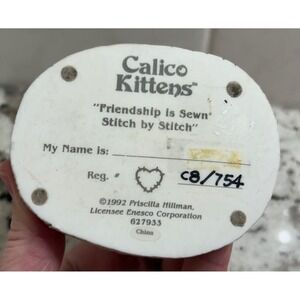 Calico
Kittens™
"Friendship is Sewn
Stitch by Stitch"
My Name is:
Reg. # C8/754
©1992 Priscilla Hillman,
Licensee Enesco Corporation
627933
China